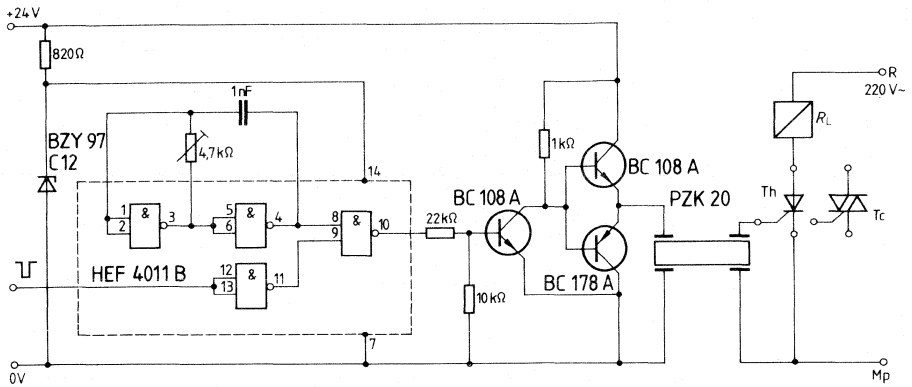 +24V
820Ω
1nF
R
220 V~
BZY 97
C12
4,7kΩ
R_L
1kΩ
14
BC 108 A
BC 108 A
PZK 20
Th
Tc
1
2
&
3
5
6
&
4
8
9
&
10
22kΩ
HEF 4011 B
12
13
&
11
BC 178 A
10kΩ
7
0V
Mp